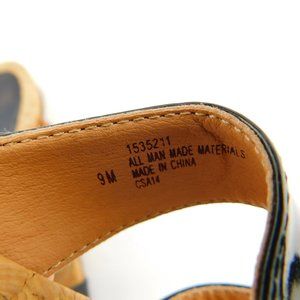 1535211
ALL MAN MADE MATERIALS
9M MADE IN CHINA
CSA14